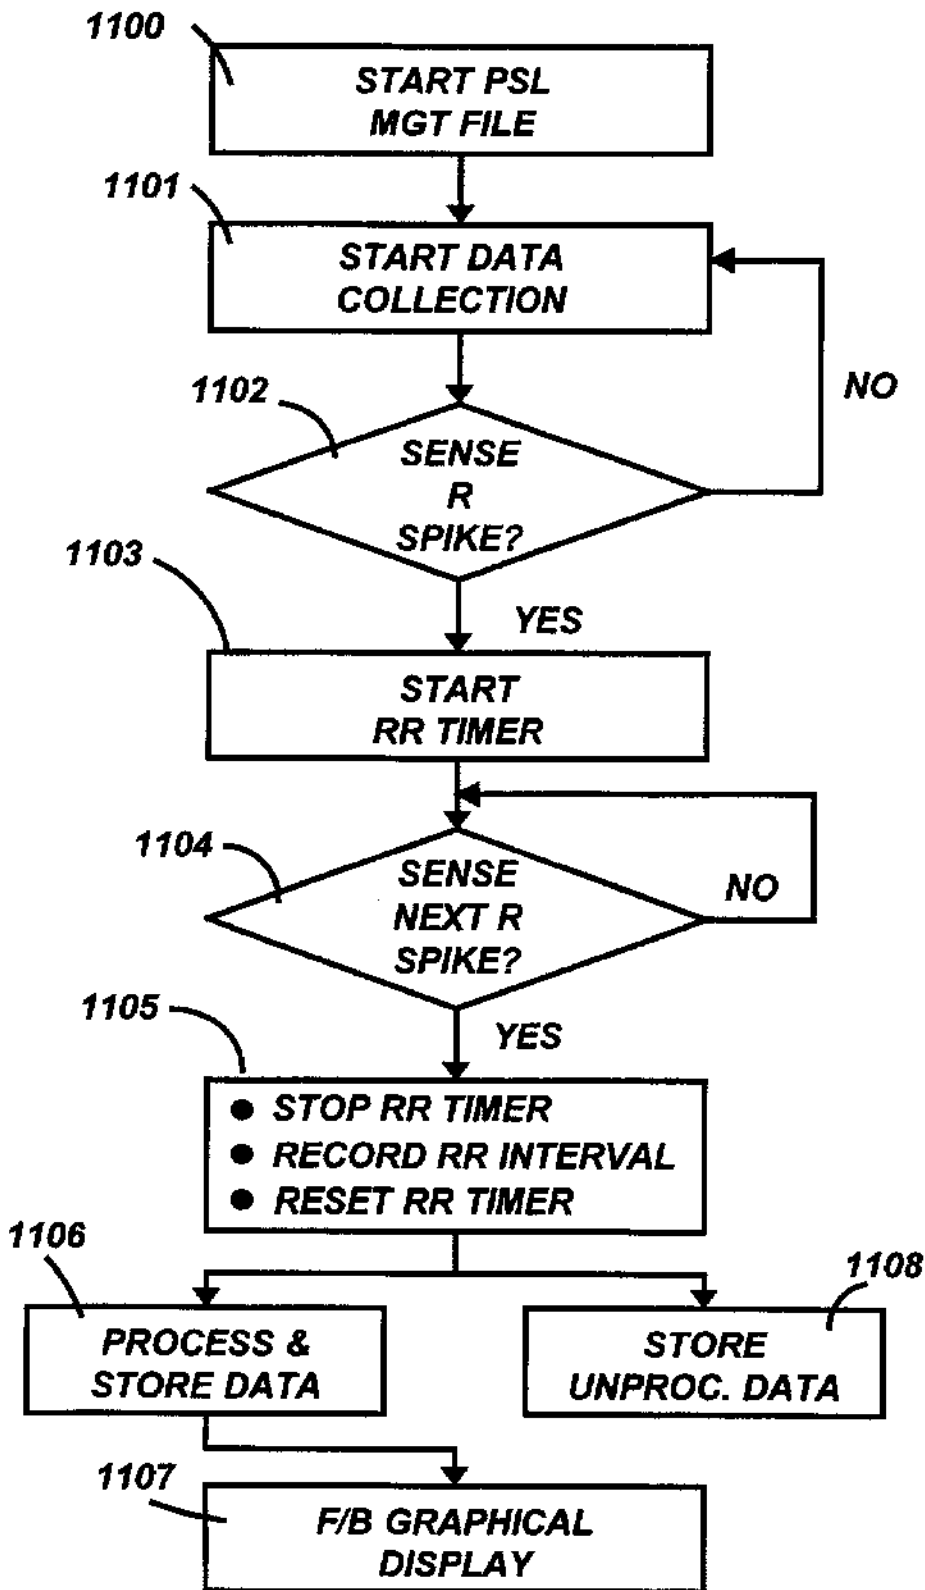 1100
START PSL
MGT FILE
1101
START DATA
COLLECTION
NO
1102
SENSE
R
SPIKE?
1103
YES
START
RR TIMER
1104
SENSE
NEXT R
SPIKE?
NO
1105
YES
● STOP RR TIMER
● RECORD RR INTERVAL
● RESET RR TIMER
1106
1108
PROCESS &
STORE DATA
STORE
UNPROC. DATA
1107
F/B GRAPHICAL
DISPLAY